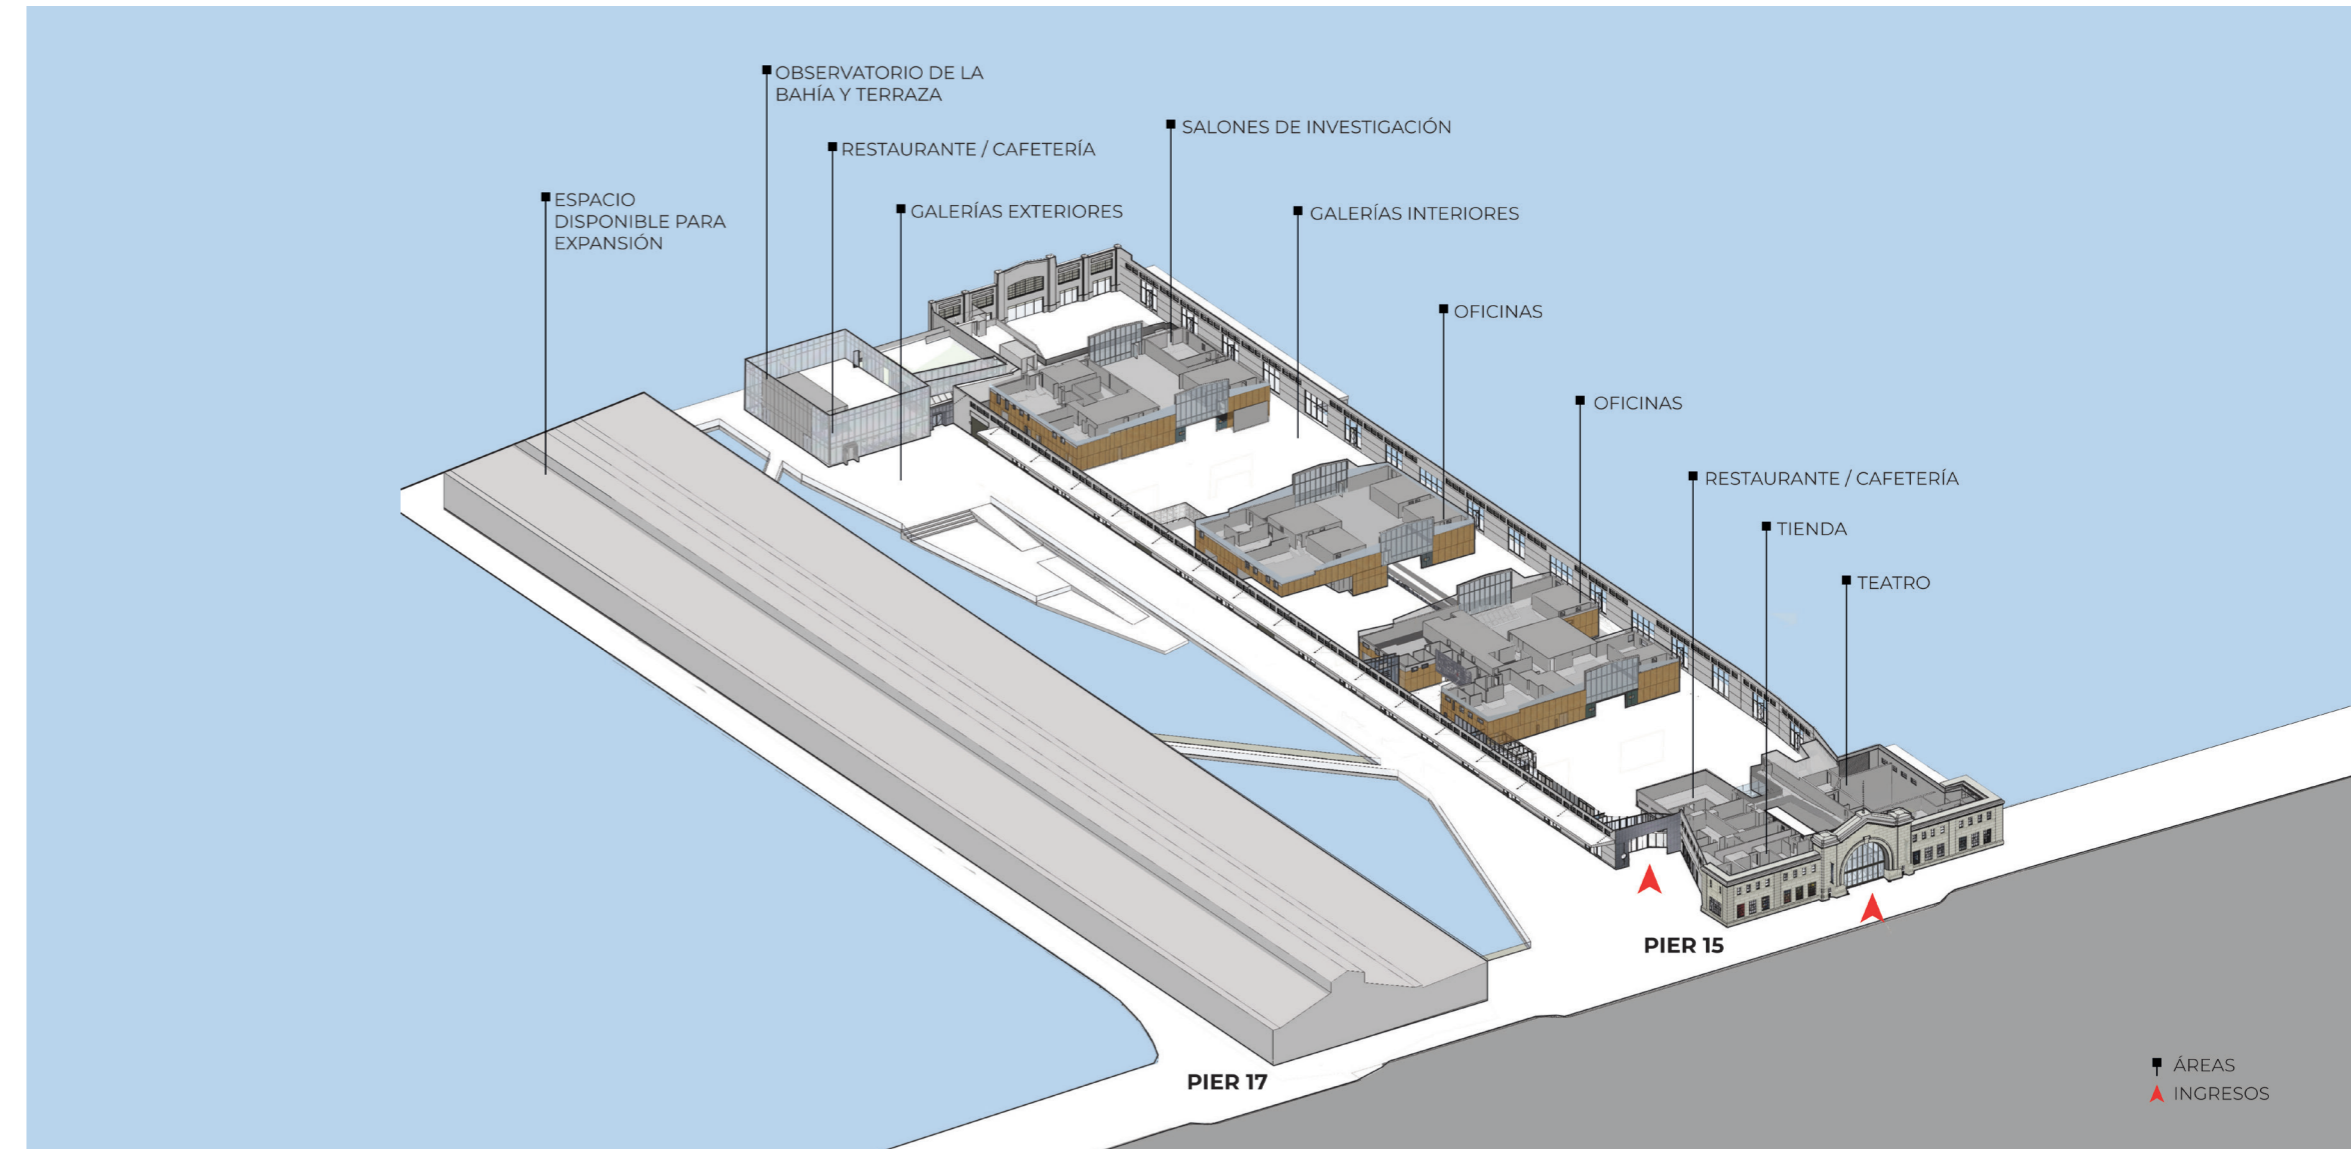 OBSERVATORIO DE LA
BAHÍA Y TERRAZA
RESTAURANTE / CAFETERÍA
ESPACIO
DISPONIBLE PARA
EXPANSIÓN
GALERÍAS EXTERIORES
SALONES DE INVESTIGACIÓN
GALERÍAS INTERIORES
OFICINAS
OFICINAS
RESTAURANTE / CAFETERÍA
TIENDA
TEATRO
PIER 15
PIER 17
ÁREAS
INGRESOS